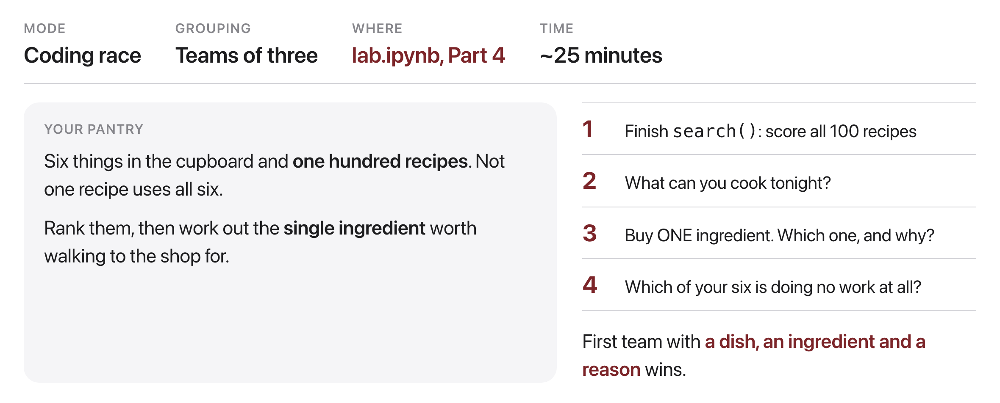 MODE
Coding race
GROUPING
Teams of three
WHERE
lab.ipynb, Part 4
TIME
~25 minutes
YOUR PANTRY
Six things in the cupboard and one hundred recipes. Not
one recipe uses all six.
Rank them, then work out the single ingredient worth
walking to the shop for.
1 Finish search(): score all 100 recipes
2 What can you cook tonight?
3 Buy ONE ingredient. Which one, and why?
4 Which of your six is doing no work at all?
First team with a dish, an ingredient and a
reason wins.